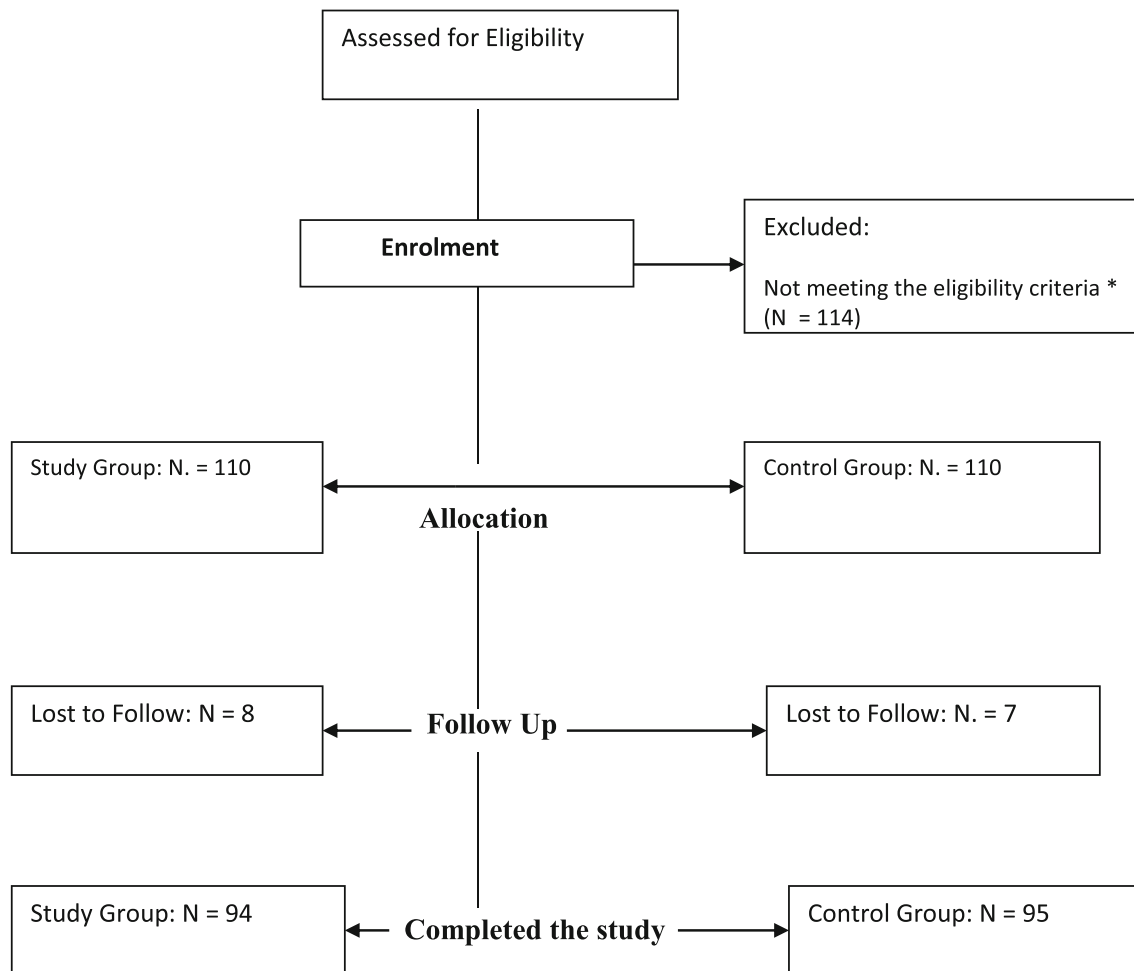 Assessed for Eligibility
Enrolment
Excluded:
Not meeting the eligibility criteria *
(N  = 114)
Study Group: N. = 110
Control Group: N. = 110
Allocation
Lost to Follow: N = 8
Follow Up
Lost to Follow: N. = 7
Study Group: N = 94
Completed the study
Control Group: N = 95